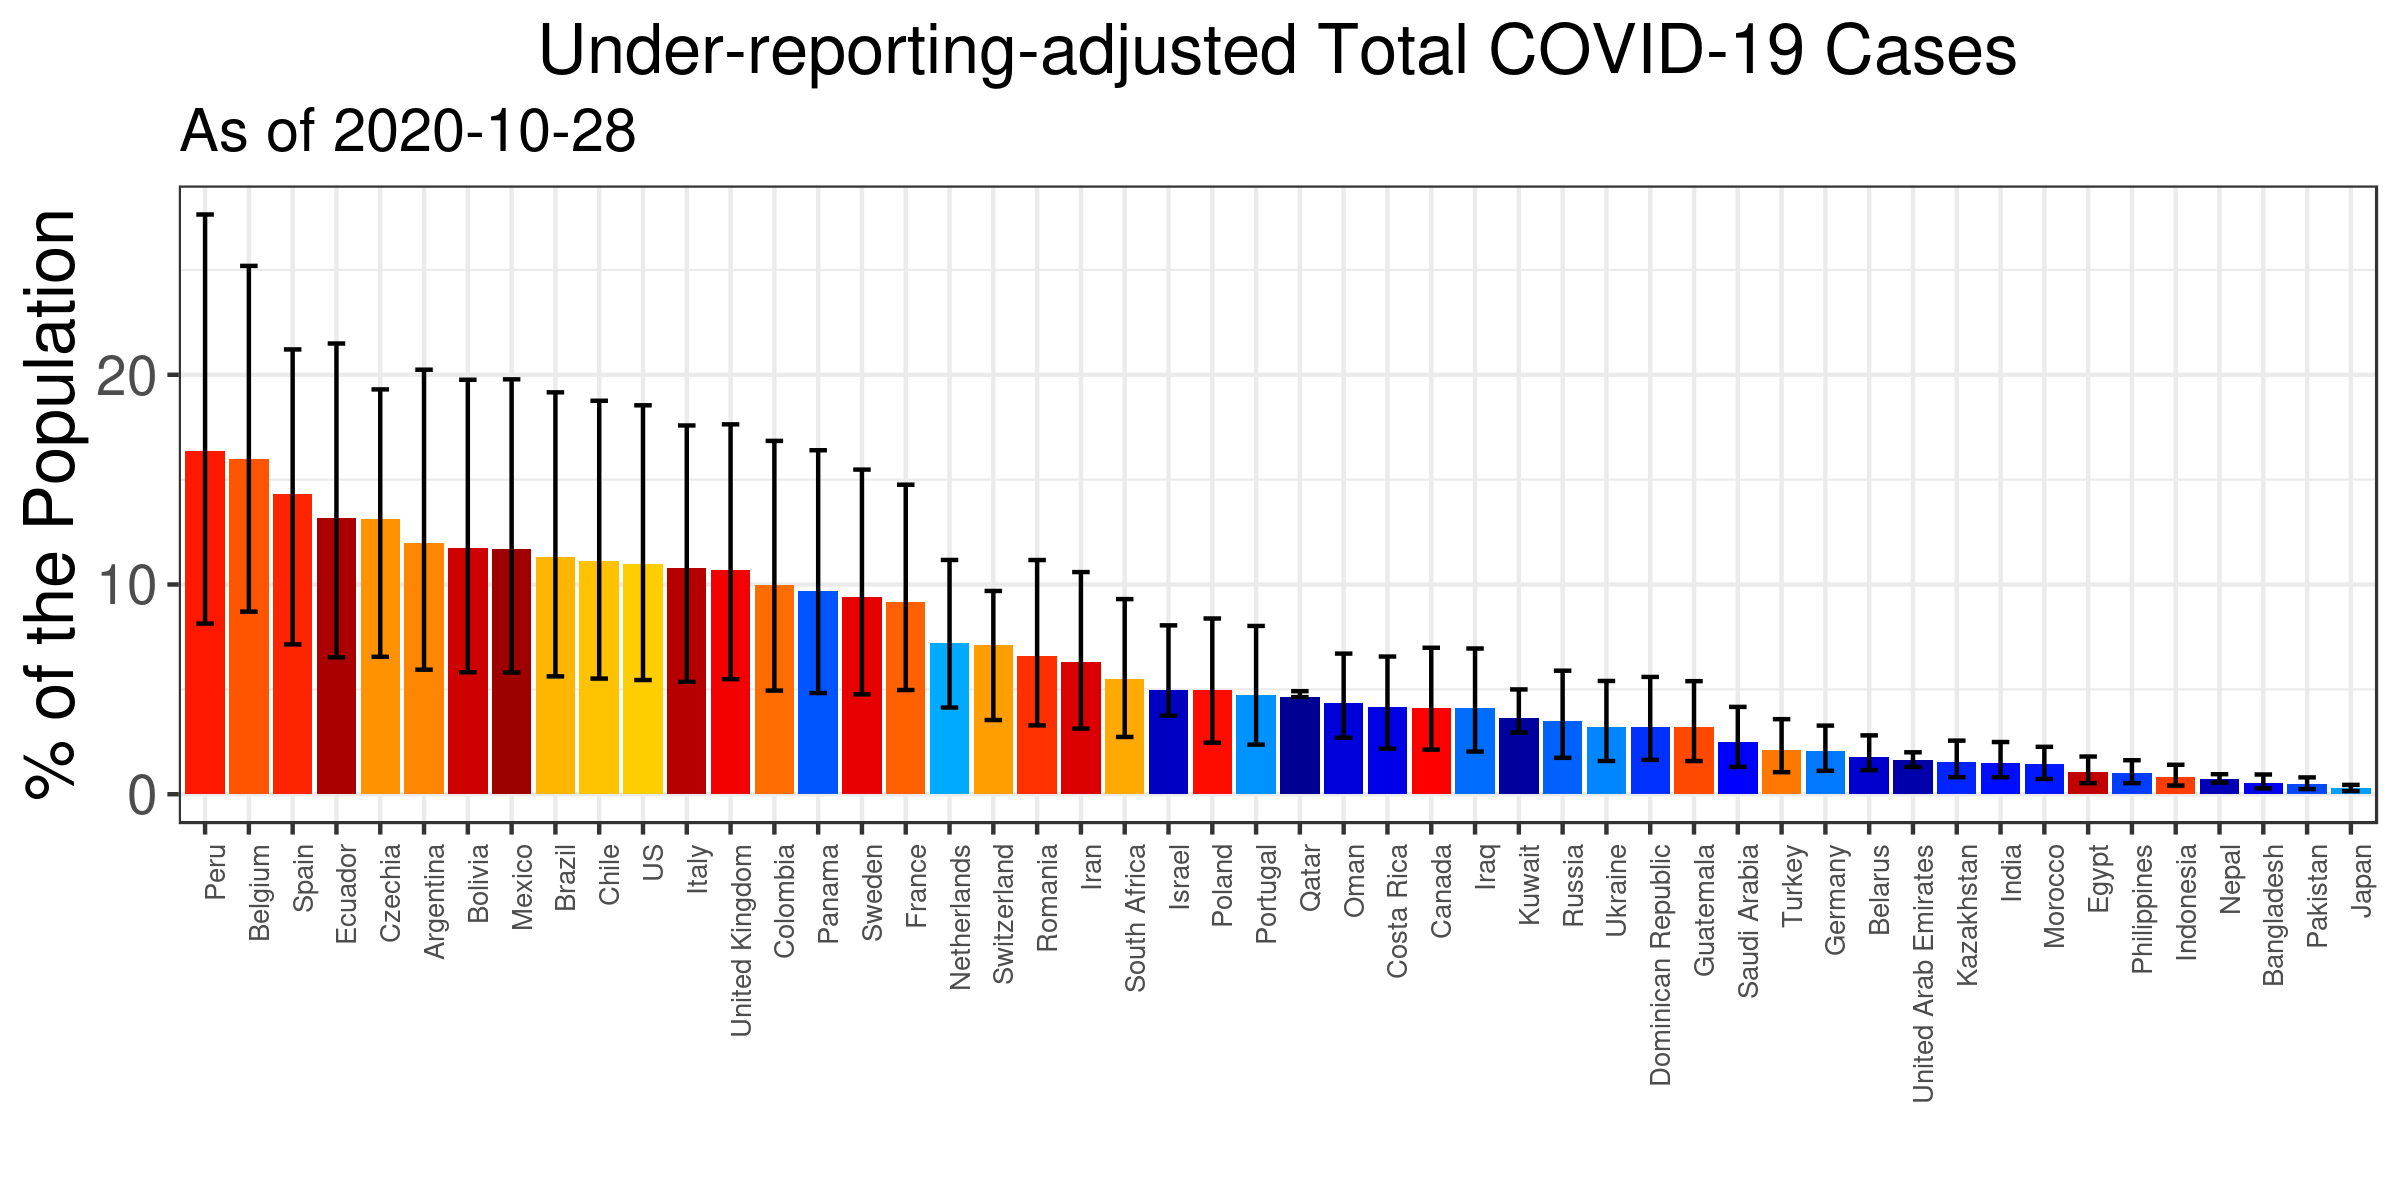 Under-reporting-adjusted Total COVID-19 Cases
As of 2020-10-28
% of the Population
20
10
0
Peru
Belgium
Spain
Ecuador
Czechia
Argentina
Bolivia
Mexico
Brazil
Chile
US
Italy
United Kingdom
Colombia
Panama
Sweden
France
Netherlands
Switzerland
Romania
Iran
South Africa
Israel
Poland
Portugal
Qatar
Oman
Costa Rica
Canada
Iraq
Kuwait
Russia
Ukraine
Dominican Republic
Guatemala
Saudi Arabia
Turkey
Germany
Belarus
United Arab Emirates
Kazakhstan
India
Morocco
Egypt
Philippines
Indonesia
Nepal
Bangladesh
Pakistan
Japan